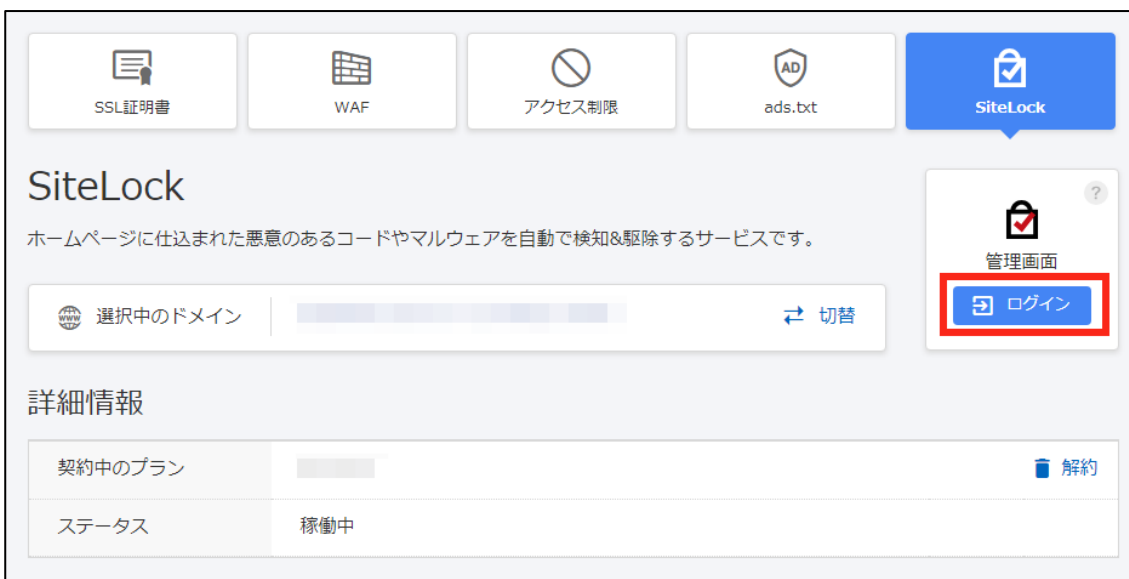 SSL証明書
WAF
アクセス制限
AD
ads.txt
SiteLock
SiteLock
ホームページに仕込まれた悪意のあるコードやマルウェアを自動で検知&駆除するサービスです。
?
管理画面
ログイン
www
選択中のドメイン
切替
詳細情報
契約中のプラン
解約
ステータス
稼働中